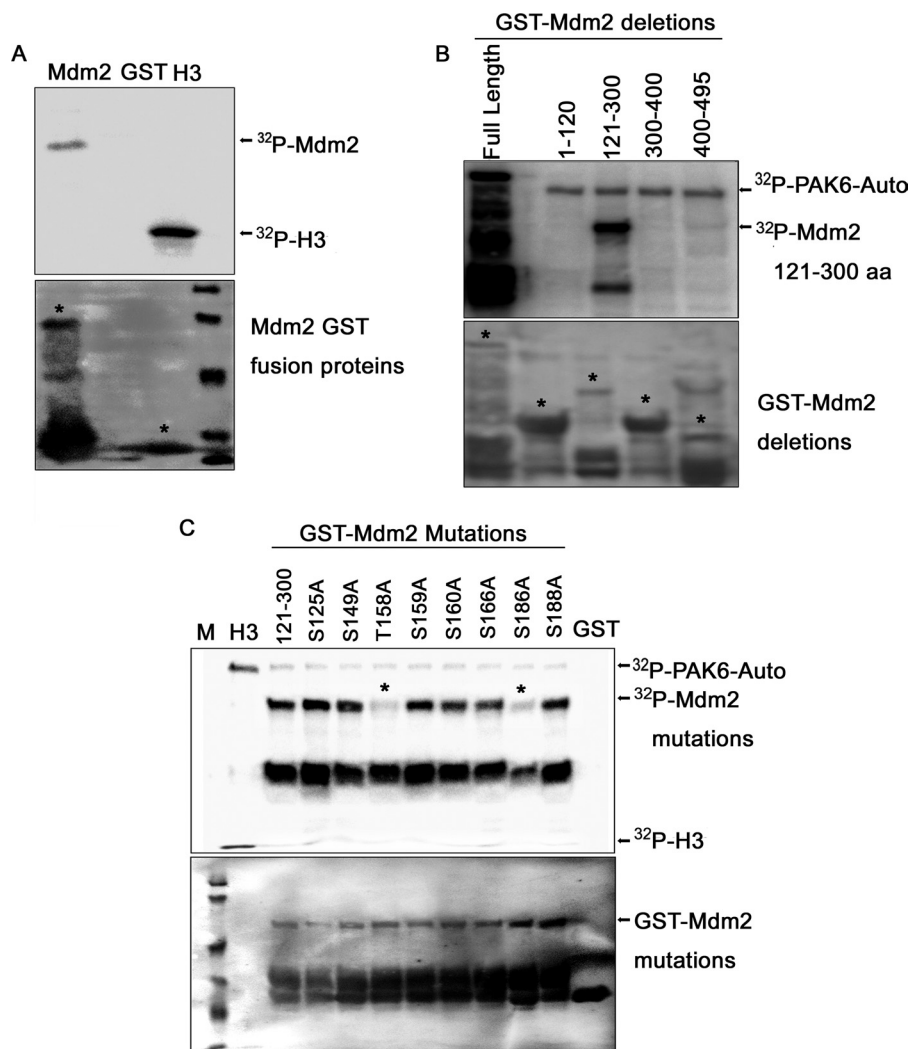 A
Mdm2 GST H3
32P-Mdm2
32P-H3
*
*
Mdm2 GST
fusion proteins
GST-Mdm2 deletions
B
Full Length
1-120
121-300
300-400
400-495
32P-PAK6-Auto
32P-Mdm2
121-300 aa
*
*
*
*
*
GST-Mdm2
deletions
C
GST-Mdm2 Mutations
M H3 121-300 S125A S149A T158A S159A S160A S166A S186A S188A GST
32P-PAK6-Auto
* *
32P-Mdm2
mutations
32P-H3
GST-Mdm2
mutations